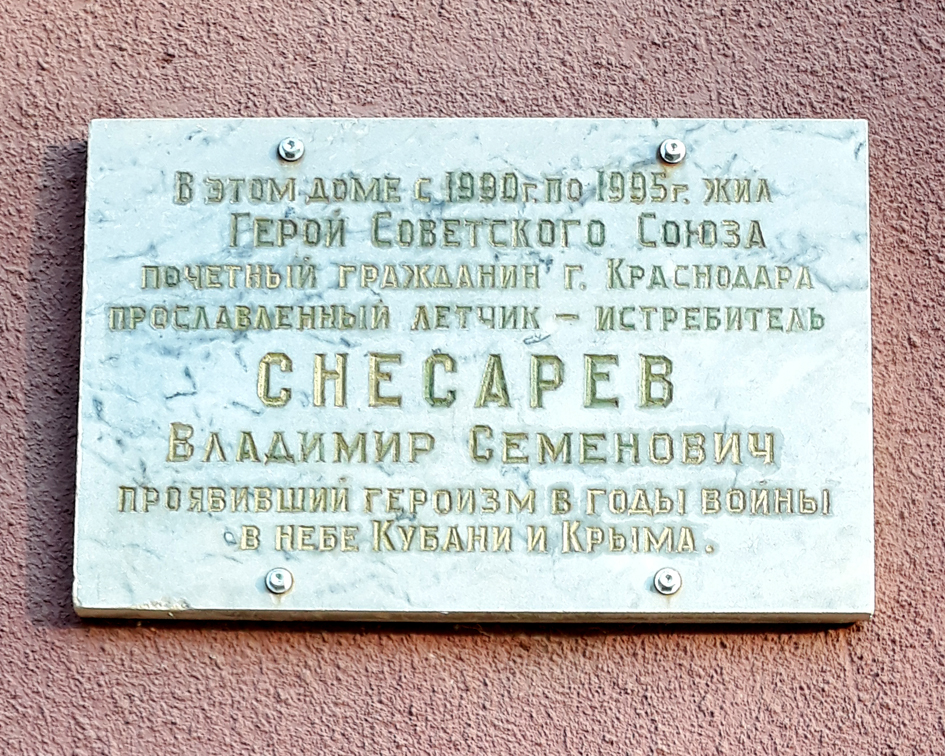 В этом доме с 1990г. по 1995г. жил
Герой Советского Союза
почетный гражданин г. Краснодара
прославленный летчик – истребитель
СНЕСАРЕВ
Владимир Семенович
проявивший героизм в годы войны
в небе Кубани и Крыма.